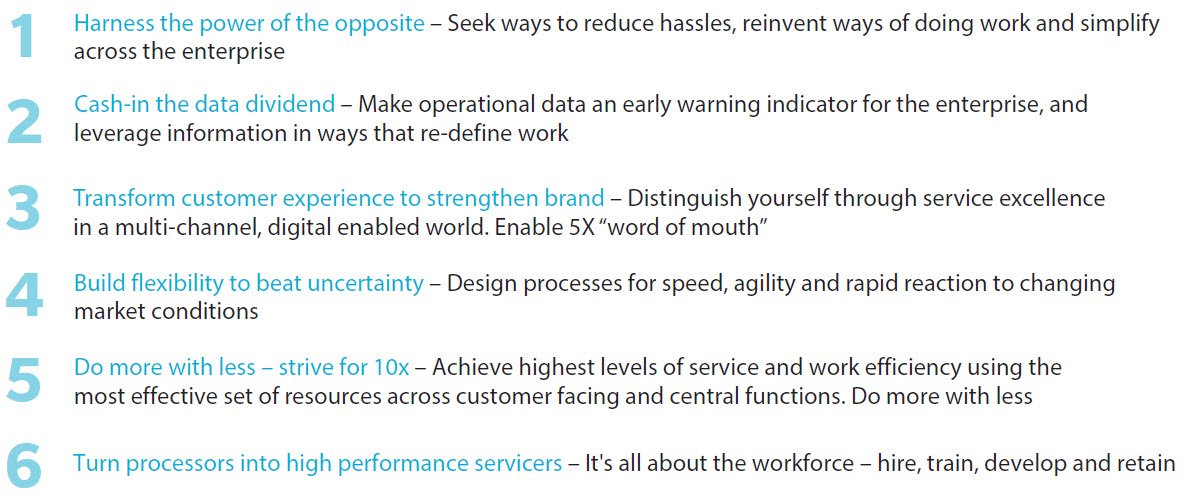 1 Harness the power of the opposite – Seek ways to reduce hassles, reinvent ways of doing work and simplify
across the enterprise
2 Cash-in the data dividend – Make operational data an early warning indicator for the enterprise, and
leverage information in ways that re-define work
3 Transform customer experience to strengthen brand – Distinguish yourself through service excellence
in a multi-channel, digital enabled world. Enable 5X “word of mouth”
4 Build flexibility to beat uncertainty – Design processes for speed, agility and rapid reaction to changing
market conditions
5 Do more with less – strive for 10x – Achieve highest levels of service and work efficiency using the
most effective set of resources across customer facing and central functions. Do more with less
6 Turn processors into high performance servicers – It's all about the workforce – hire, train, develop and retain